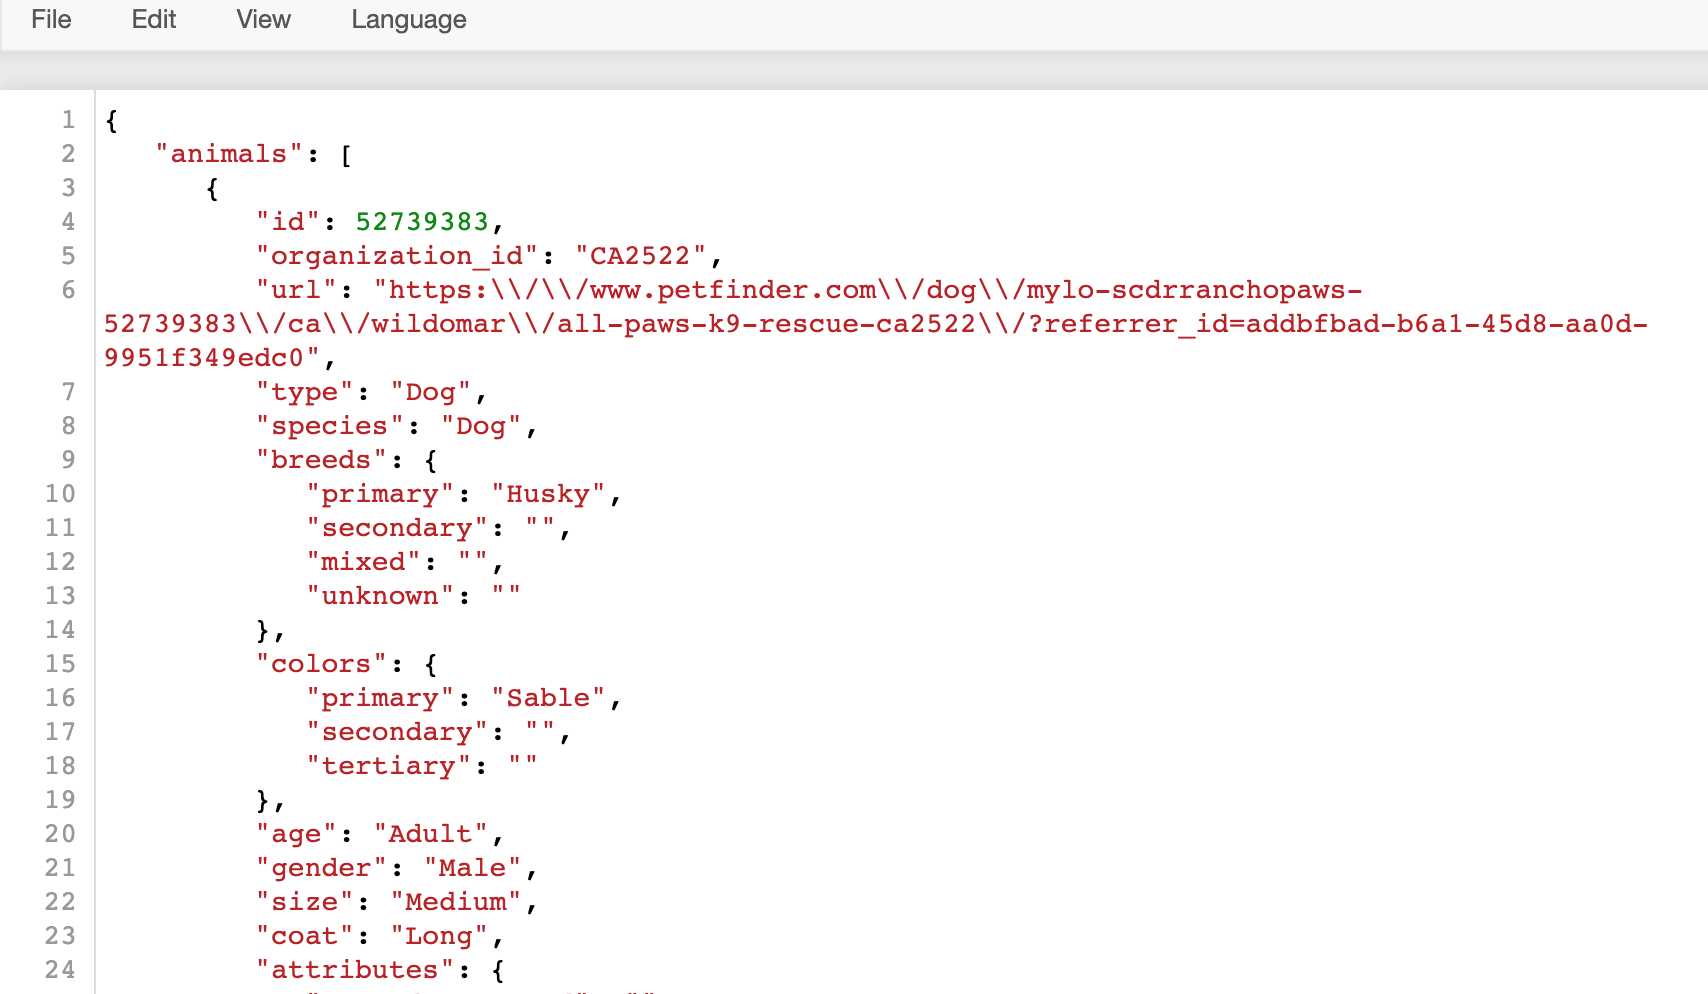 File Edit View Language
1 {
2 "animals": [
3 {
4 "id": 52739383,
5 "organization_id": "CA2522",
6 "url": "https:\\/\\/www.petfinder.com\\/dog\\/mylo-scdrranchopaws-
52739383\\/ca\\/wildomar\\/all-paws-k9-rescue-ca2522\\/?referrer_id=addbfbad-b6a1-45d8-aa0d-
9951f349edc0",
7 "type": "Dog",
8 "species": "Dog",
9 "breeds": {
10 "primary": "Husky",
11 "secondary": "",
12 "mixed": "",
13 "unknown": ""
14 },
15 "colors": {
16 "primary": "Sable",
17 "secondary": "",
18 "tertiary": ""
19 },
20 "age": "Adult",
21 "gender": "Male",
22 "size": "Medium",
23 "coat": "Long",
24 "attributes": {